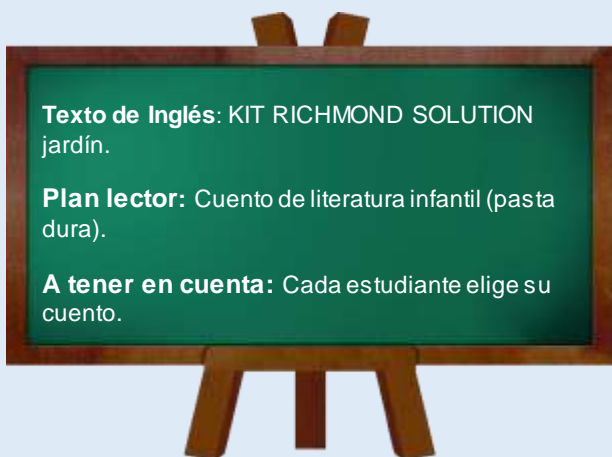 Texto de Inglés: KIT RICHMOND SOLUTION
jardín.
Plan lector: Cuento de literatura infantil (pasta
dura).
A tener en cuenta: Cada estudiante elige su
cuento.